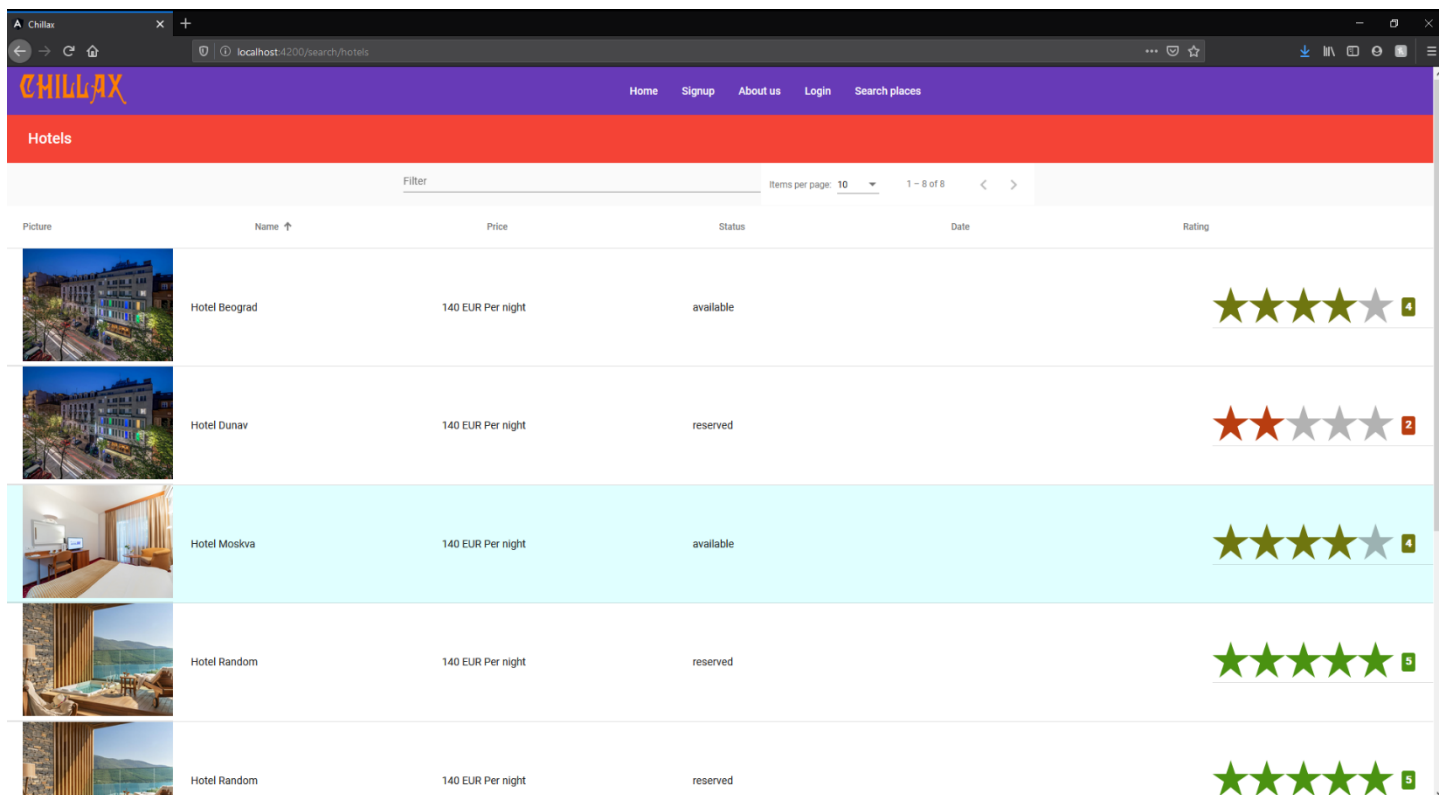 Chillax
localhost:4200/search/hotels
CHILLAX
Home Signup About us Login Search places
Hotels
Filter Items per page: 10 1 – 8 of 8
Picture Name Price Status Date Rating
Hotel Beograd 140 EUR Per night available 4
Hotel Dunav 140 EUR Per night reserved 2
Hotel Moskva 140 EUR Per night available 4
Hotel Random 140 EUR Per night reserved 5
Hotel Random 140 EUR Per night reserved 5